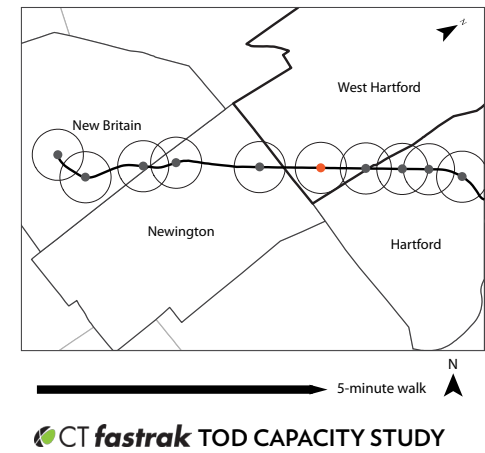 N
West Hartford
New Britain
Newington
Hartford
N
5-minute walk
CT fastrak TOD CAPACITY STUDY